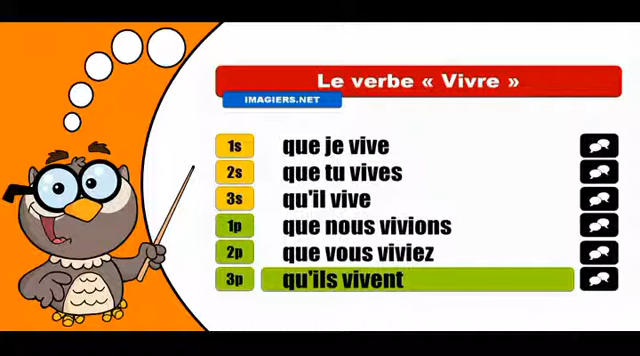 Le verbe « Vivre »
IMAGIERS.NET
1s que je vive
2s que tu vives
3s qu'il vive
1p que nous vivions
2p que vous viviez
3p qu'ils vivent